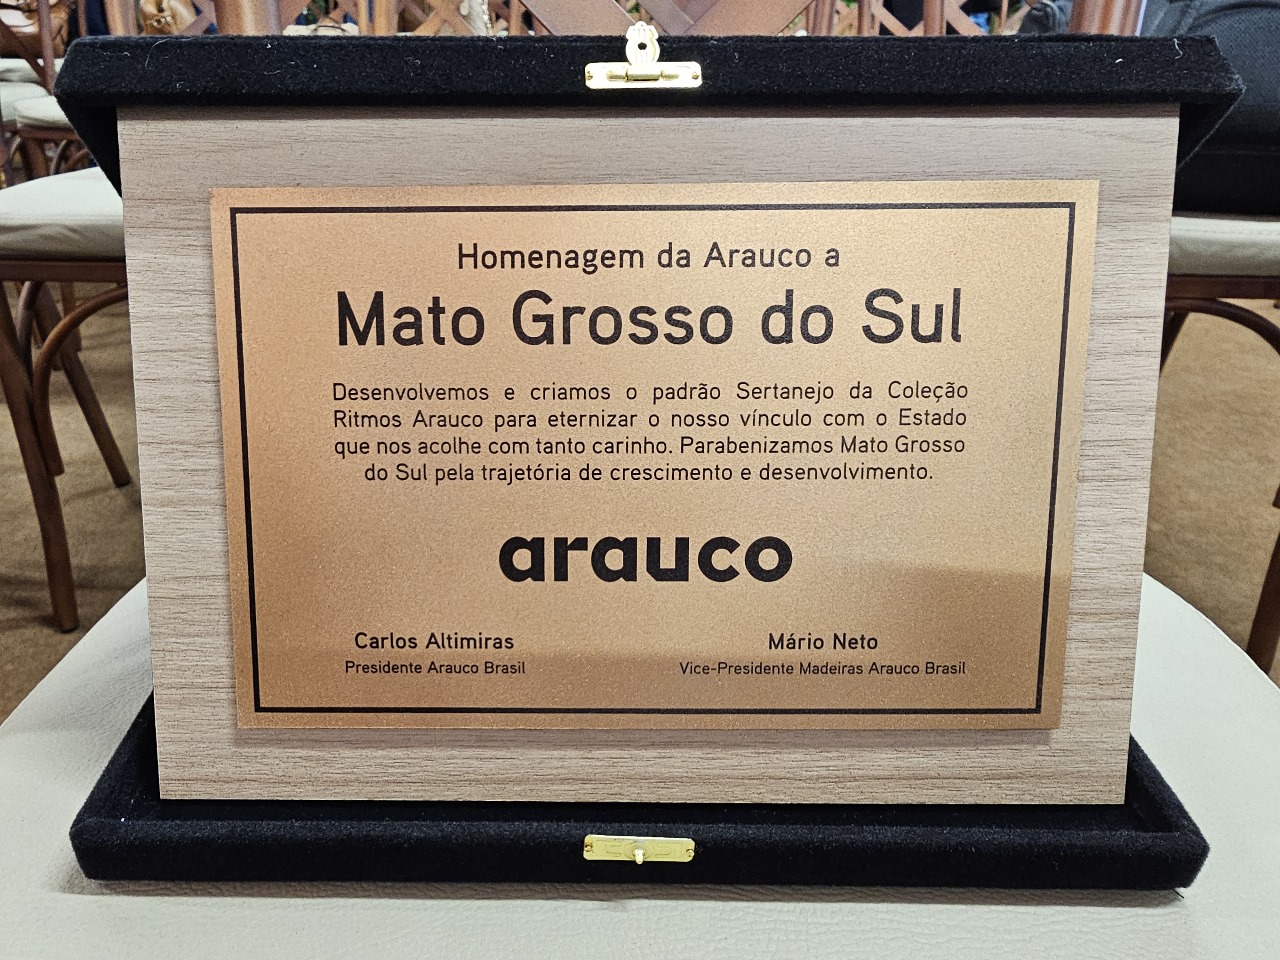 Homenagem da Arauco a
Mato Grosso do Sul
Desenvolvemos e criamos o padrão Sertanejo da Coleção
Ritmos Arauco para eternizar o nosso vínculo com o Estado
que nos acolhe com tanto carinho. Parabenizamos Mato Grosso
do Sul pela trajetória de crescimento e desenvolvimento.
arauco
Carlos Altimiras
Presidente Arauco Brasil
Mário Neto
Vice-Presidente Madeiras Arauco Brasil